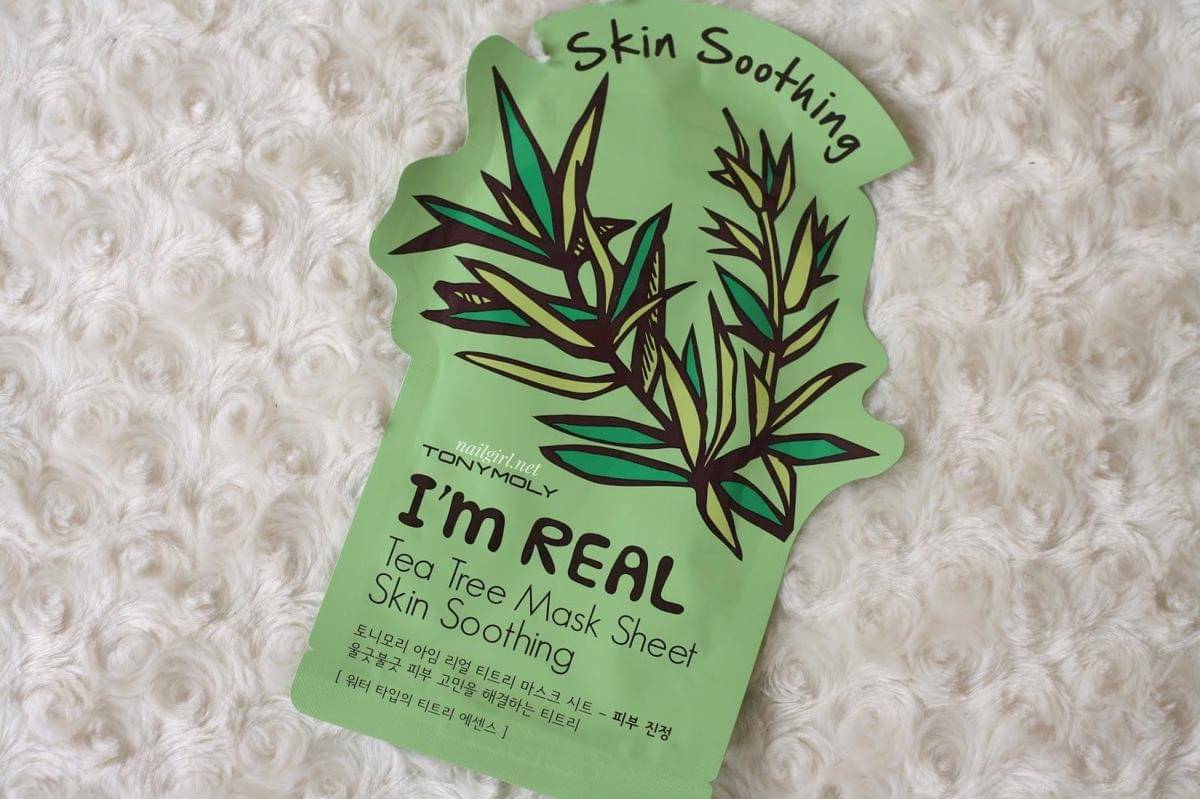 Skin Soothing
nailgirl.net
TONYMOLY
I'm REAL
Tea Tree Mask Sheet
Skin Soothing
토니모리 아임 리얼 티트리 마스크 시트 - 피부 진정
울긋불긋 피부 고민을 해결하는 티트리
[ 워터 타입의 티트리 에센스 ]